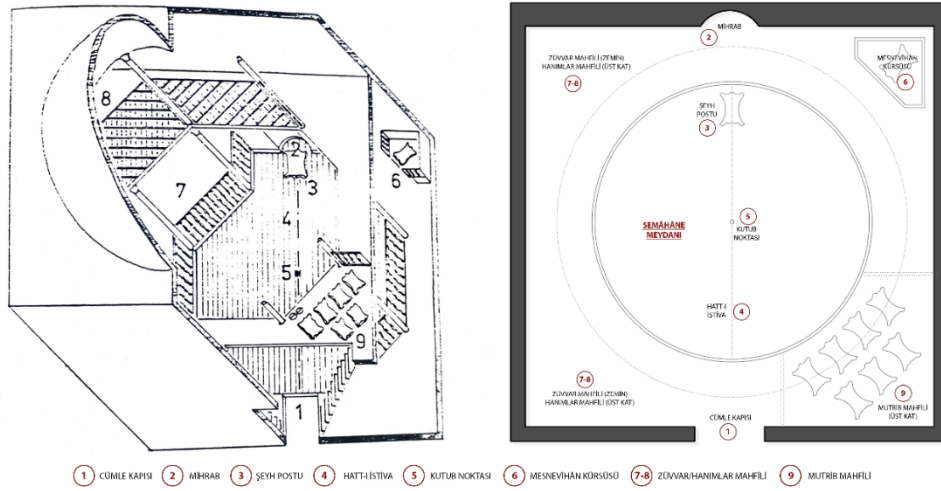 8
7
2
3
4
5
6
9
1
MİHRAB
2
ZÜVVAR MAHFİLİ (ZEMİN)
HANIMLAR MAHFİLİ (ÜST KAT)
7-8
MESNEVİHAN
KÜRSÜSÜ
6
ŞEYH
POSTU
3
SEMÂHÂNE
MEYDANI
5
KUTUB
NOKTASI
HATT-I
İSTİVA
4
7-8
ZÜVVAR MAHFİLİ (ZEMİN)
HANIMLAR MAHFİLİ (ÜST KAT)
9
MUTRIB MAHFİLİ
(ÜST KAT)
CÜMLE KAPISI
1
1 CÜMLE KAPISI 2 MİHRAB 3 ŞEYH POSTU 4 HATT-I İSTİVA 5 KUTUB NOKTASI 6 MESNEVİHÂN KÜRSÜSÜ 7-8 ZÜVVAR/HANIMLAR MAHFİLİ 9 MUTRİB MAHFİLİ